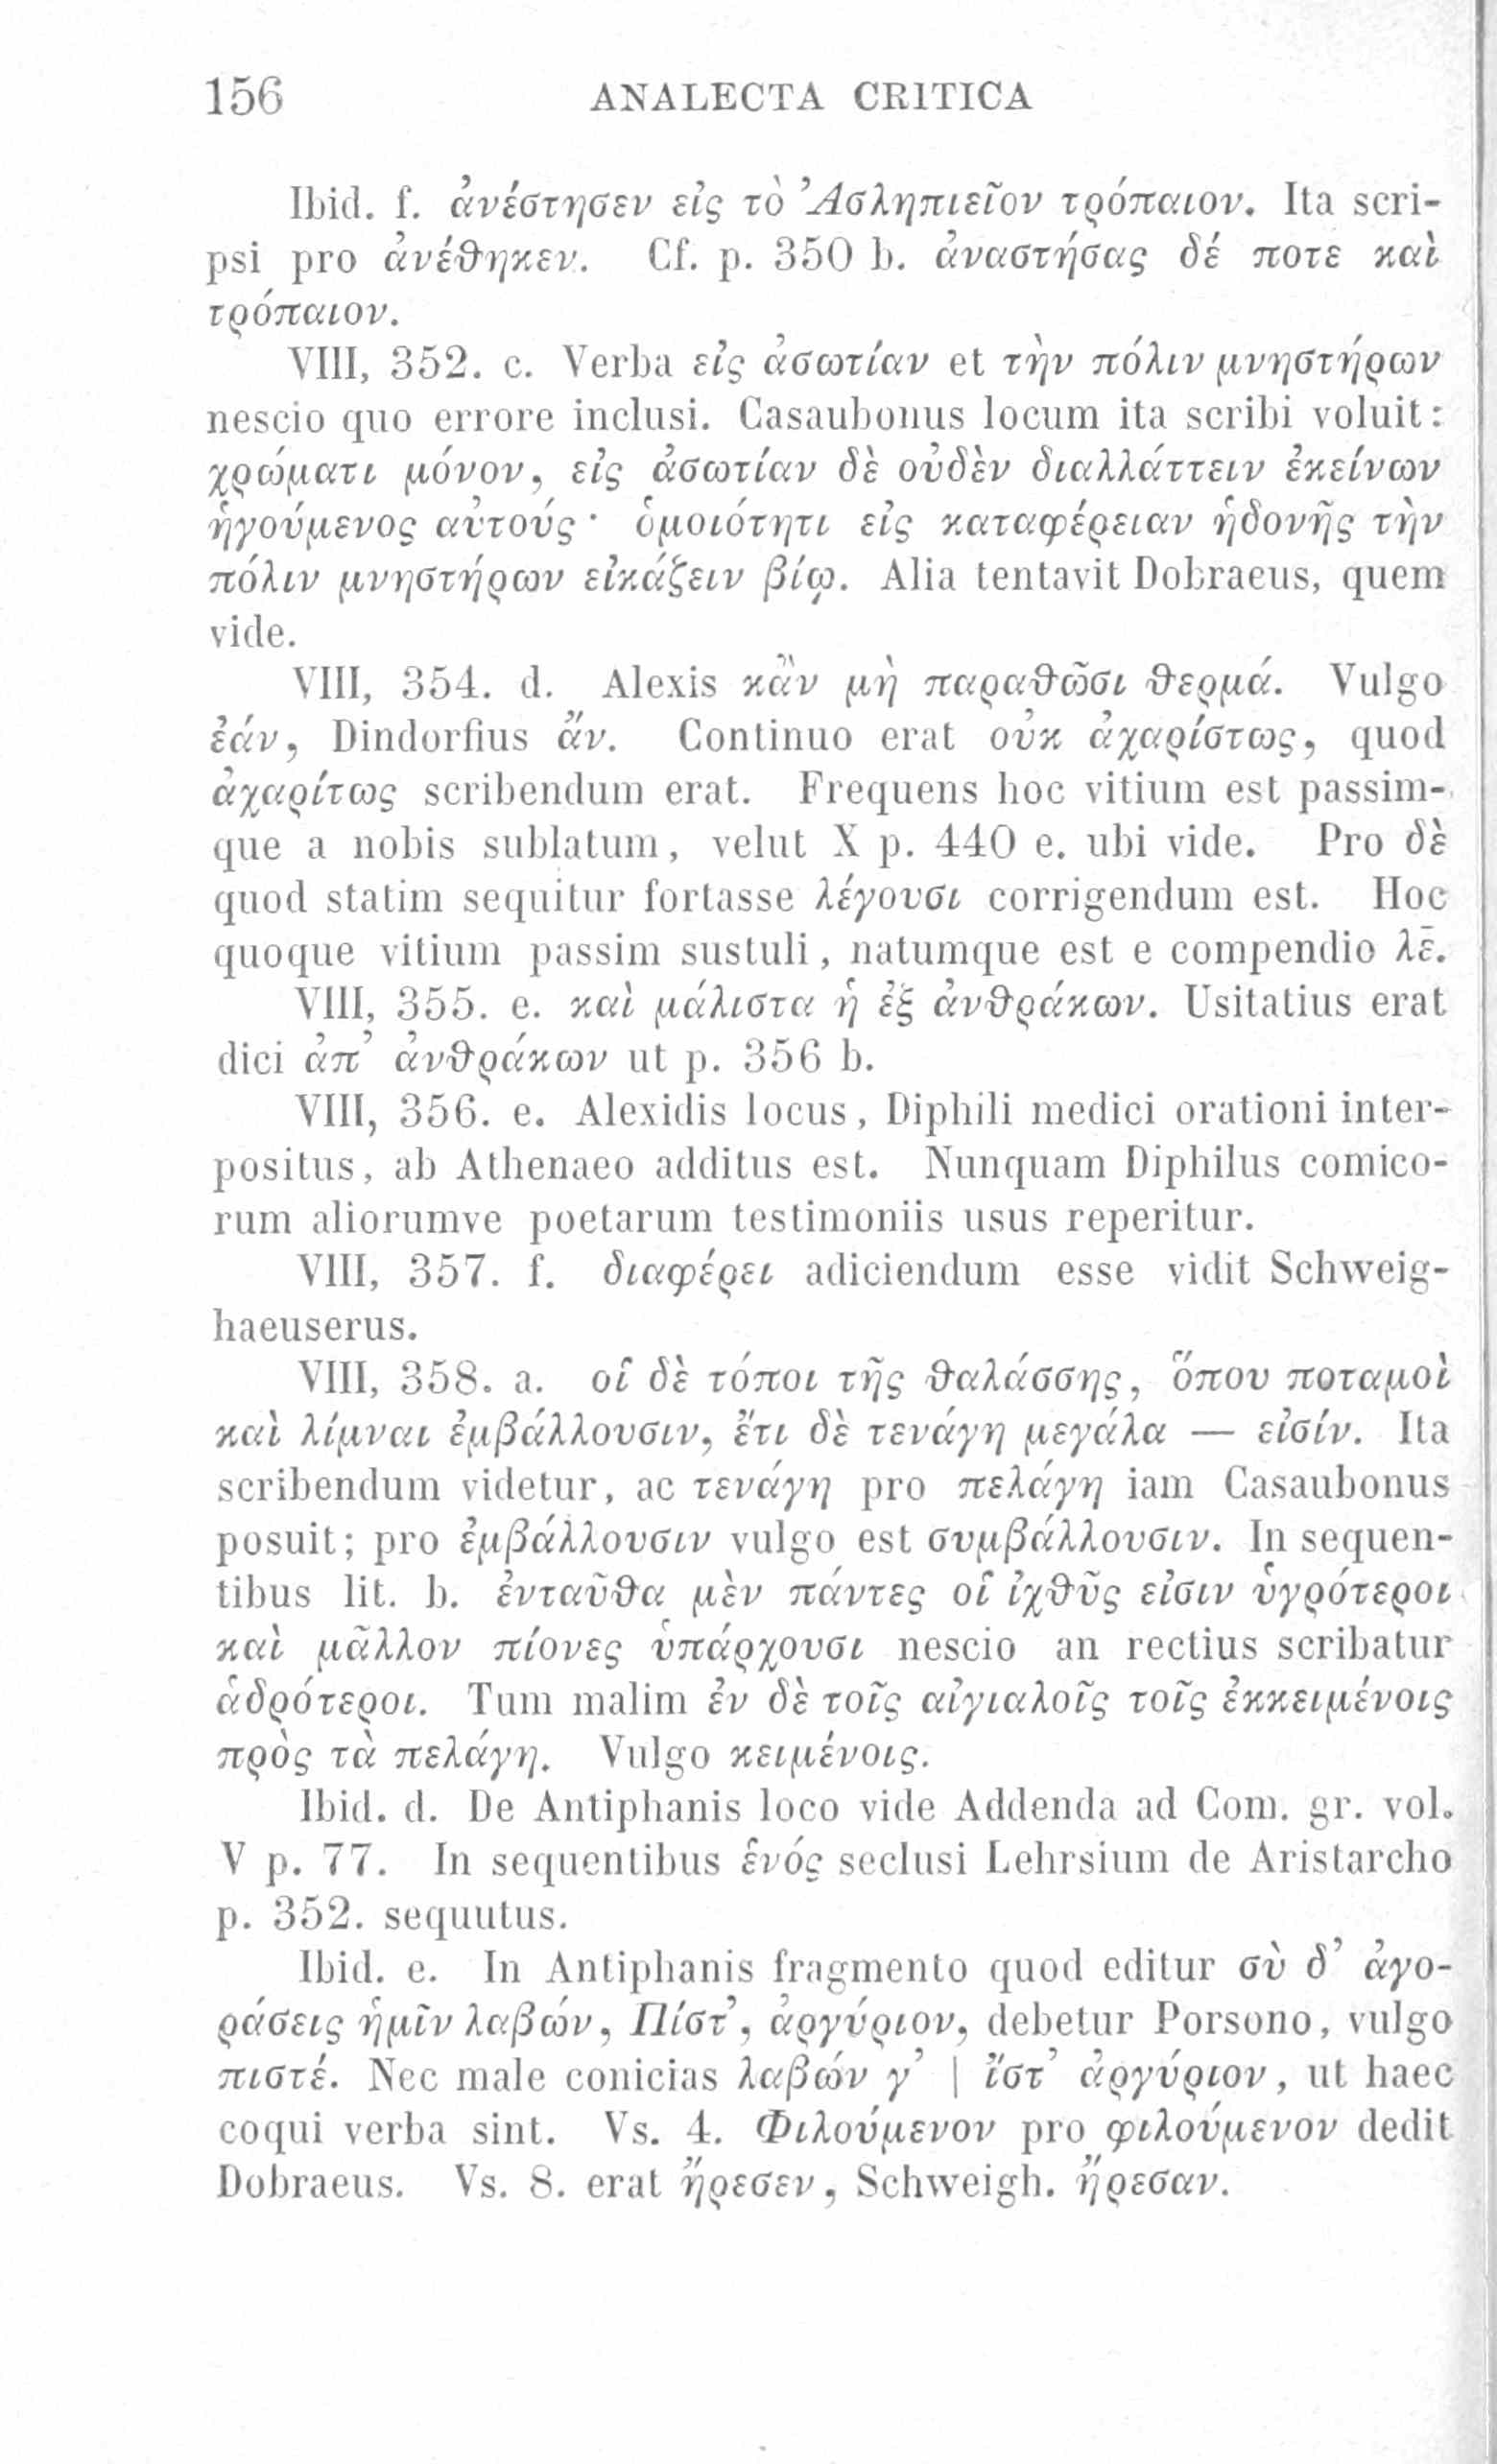 156 ANALECTA CRITICA
Ibid. f. ἀνέστησεν εἰς τὸ Ἀσληπιεῖον τρόπαιον. Ita scri-
psi pro ἀνέθηκεν. Cf. p. 350 b. ἀναστήσας δέ ποτε καὶ
τρόπαιον.
VIII, 352. c. Verba εἰς ἀσωτίαν et τὴν πόλιν μνηστήρων
nescio quo errore inclusi. Casaubonus locum ita scribi voluit:
χρώματι μόνον, εἰς ἀσωτίαν δὲ οὐδὲν διαλλάττειν ἐκείνων
ἡγούμενος αὐτούς· ὁμοιότητι εἰς καταφέρειαν ἡδονῆς τὴν
πόλιν μνηστήρων εἰκάζειν βίῳ. Alia tentavit Dobraeus, quem
vide.
VIII, 354. d. Alexis κἂν μὴ παραθῶσι θερμά. Vulgo
ἐάν, Dindorfius ἄν. Continuo erat οὐκ ἀχαρίστως, quod
ἀχαρίτως scribendum erat. Frequens hoc vitium est passim-
que a nobis sublatum, velut X p. 440 e. ubi vide. Pro δὲ
quod statim sequitur fortasse λέγουσι corrigendum est. Hoc
quoque vitium passim sustuli, natumque est e compendio λε̄.
VIII, 355. e. καὶ μάλιστα ἡ ἐξ ἀνθράκων. Usitatius erat
dici ἀπ’ ἀνθράκων ut p. 356 b.
VIII, 356. e. Alexidis locus, Diphili medici orationi inter-
positus, ab Athenaeo additus est. Nunquam Diphilus comico-
rum aliorumve poetarum testimoniis usus reperitur.
VIII, 357. f. διαφέρει adiciendum esse vidit Schweig-
haeuserus.
VIII, 358. a. οἱ δὲ τόποι τῆς θαλάσσης, ὅπου ποταμοὶ
καὶ λίμναι ἐμβάλλουσιν, ἔτι δὲ τενάγη μεγάλα — εἰσίν. Ita
scribendum videtur, ac τενάγη pro πελάγη iam Casaubonus
posuit; pro ἐμβάλλουσιν vulgo est συμβάλλουσιν. In sequen-
tibus lit. b. ἐνταῦθα μὲν πάντες οἱ ἰχθῦς εἰσιν ὑγρότεροι
καὶ μᾶλλον πίονες ὑπάρχουσι nescio an rectius scribatur
ἁδρότεροι. Tum malim ἐν δὲ τοῖς αἰγιαλοῖς τοῖς ἐκκειμένοις
πρὸς τὰ πελάγη. Vulgo κειμένοις.
Ibid. d. De Antiphanis loco vide Addenda ad Com. gr. vol.
V p. 77. In sequentibus ἑνός seclusi Lehrsium de Aristarcho
p. 352. sequutus.
Ibid. e. In Antiphanis fragmento quod editur σὺ δ’ ἀγο-
ράσεις ἡμῖν λαβών, Πίστ’, ἀργύριον, debetur Porsono, vulgo
πιστέ. Nec male conicias λαβών γ’ | ἴστ’ ἀργύριον, ut haec
coqui verba sint. Vs. 4. Φιλούμενον pro φιλούμενον dedit
Dobraeus. Vs. 8. erat ἤρεσεν, Schweigh. ἤρεσαν.